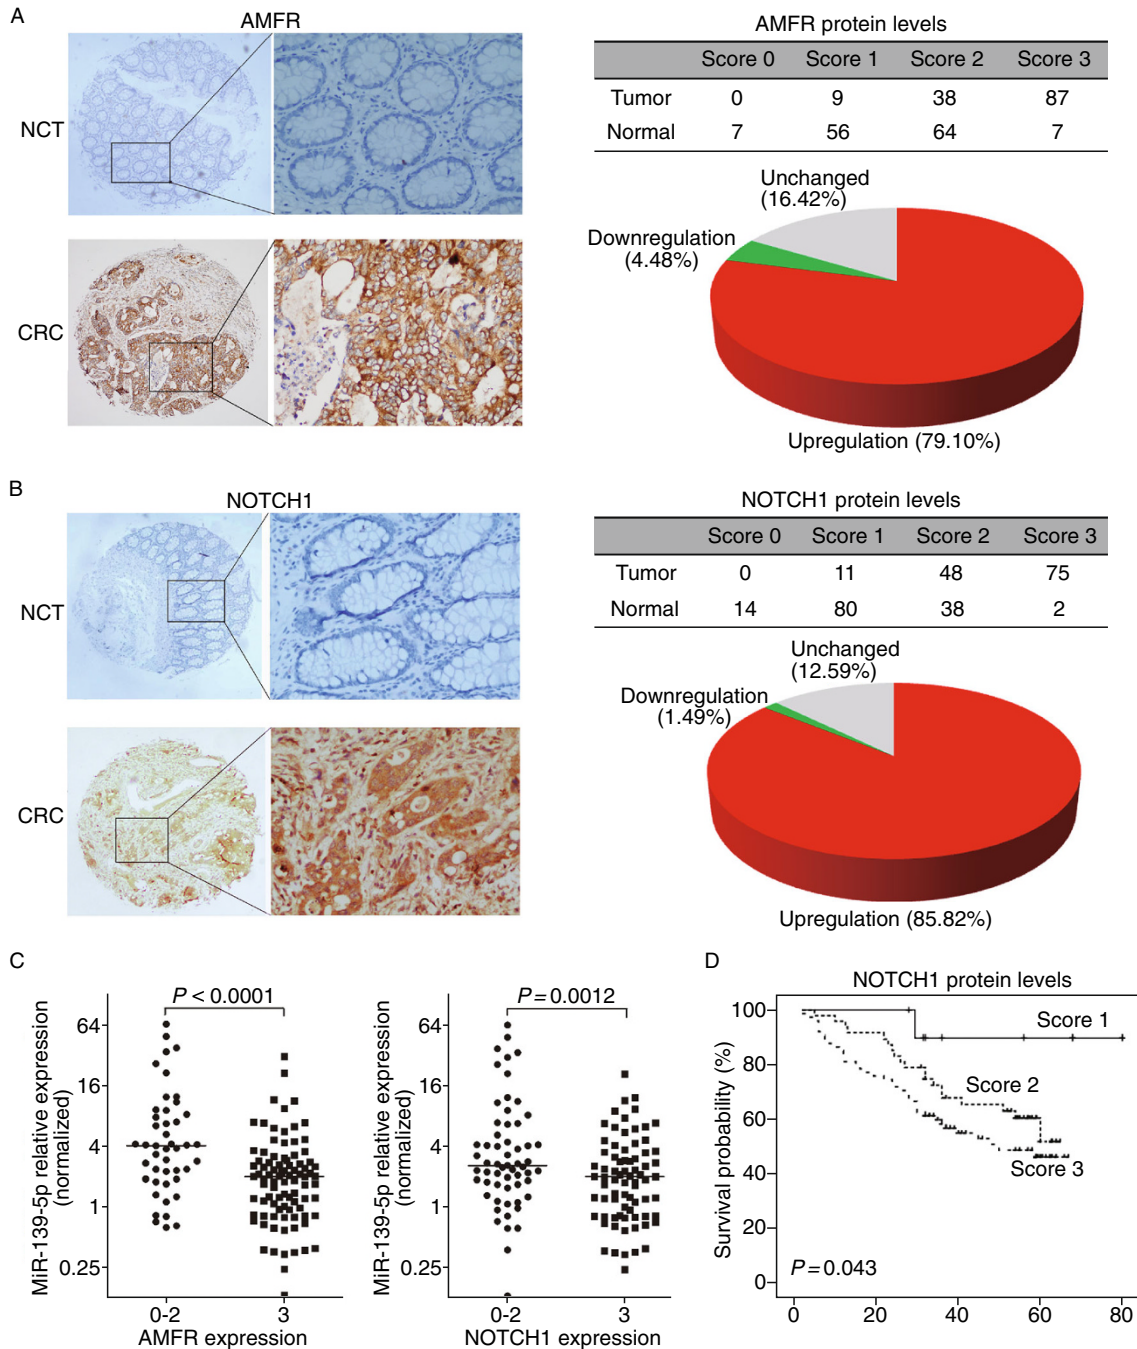 A
AMFR
NCT
CRC
AMFR protein levels
Score 0 Score 1 Score 2 Score 3
Tumor 0 9 38 87
Normal 7 56 64 7
Unchanged
(16.42%)
Downregulation
(4.48%)
Upregulation (79.10%)
B
NOTCH1
NCT
CRC
NOTCH1 protein levels
Score 0 Score 1 Score 2 Score 3
Tumor 0 11 48 75
Normal 14 80 38 2
Unchanged
(12.59%)
Downregulation
(1.49%)
Upregulation (85.82%)
C
MiR-139-5p relative expression
(normalized)
P < 0.0001
64
16
4
1
0.25
0-2 3
AMFR expression
MiR-139-5p relative expression
(normalized)
P = 0.0012
64
16
4
1
0.25
0-2 3
NOTCH1 expression
D
NOTCH1 protein levels
Survival probability (%)
100
80
60
40
20
0
Score 1
Score 2
Score 3
P = 0.043
0 20 40 60 80